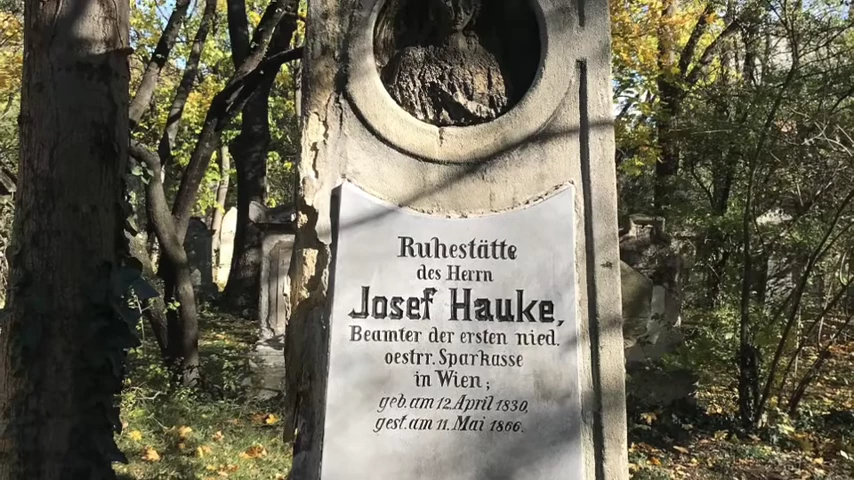 Ruhestätte
des Herrn
Josef Hauke,
Beamter der ersten nied.
oestrr. Sparkasse
in Wien;
geb. am 12. April 1830,
gest. am 11. Mai 1866.